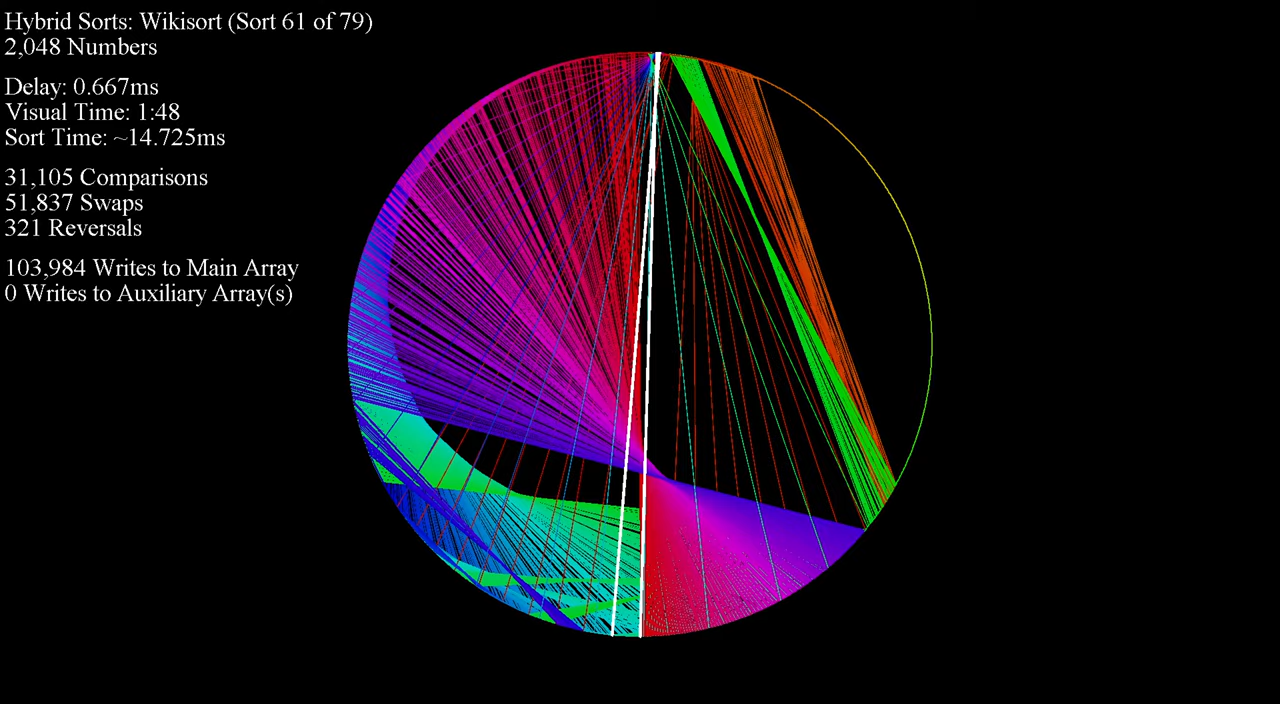 Hybrid Sorts: Wikisort (Sort 61 of 79)
2,048 Numbers
Delay: 0.667ms
Visual Time: 1:48
Sort Time: ~14.725ms
31,105 Comparisons
51,837 Swaps
321 Reversals
103,984 Writes to Main Array
0 Writes to Auxiliary Array(s)